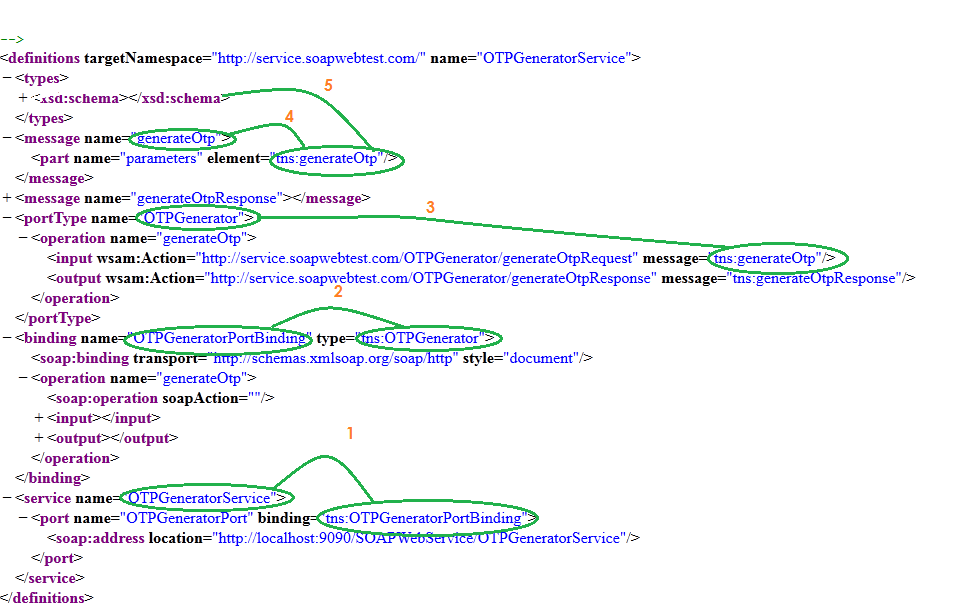 -->
<definitions targetNamespace="http://service.soapwebtest.com/" name="OTPGeneratorService">
−<types>
5
+<xsd:schema></xsd:schema>
</types>
4
−<message name="generateOtp">
<part name="parameters" element="tns:generateOtp"/>
</message>
+<message name="generateOtpResponse"></message>
3
−<portType name="OTPGenerator">
−<operation name="generateOtp">
<input wsam:Action="http://service.soapwebtest.com/OTPGenerator/generateOtpRequest" message="tns:generateOtp"/>
<output wsam:Action="http://service.soapwebtest.com/OTPGenerator/generateOtpResponse" message="tns:generateOtpResponse"/>
</operation>
2
</portType>
−<binding name="OTPGeneratorPortBinding" type="tns:OTPGenerator">
<soap:binding transport="http://schemas.xmlsoap.org/soap/http" style="document"/>
−<operation name="generateOtp">
<soap:operation soapAction=""/>
+<input></input>
+<output></output>
1
</operation>
</binding>
−<service name="OTPGeneratorService">
−<port name="OTPGeneratorPort" binding="tns:OTPGeneratorPortBinding">
<soap:address location="http://localhost:9090/SOAPWebService/OTPGeneratorService"/>
</port>
</service>
</definitions>